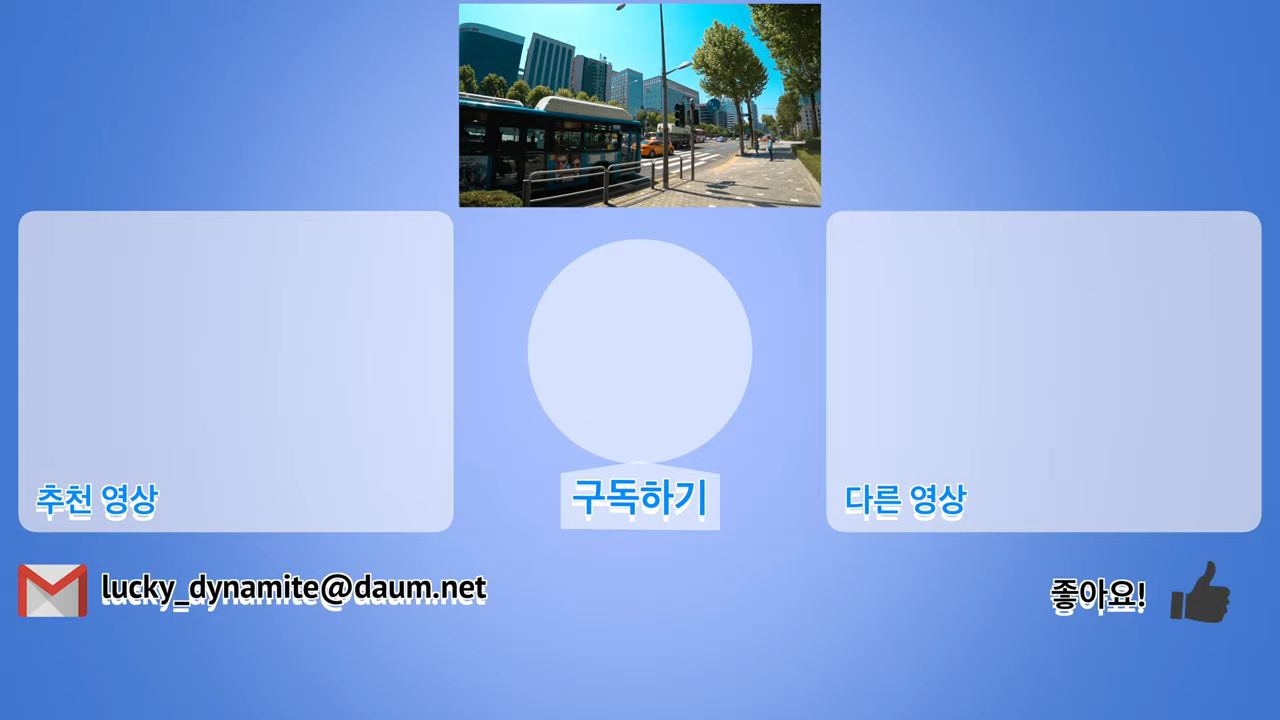 추천 영상
구독하기
다른 영상
lucky_dynamite@daum.net
좋아요!